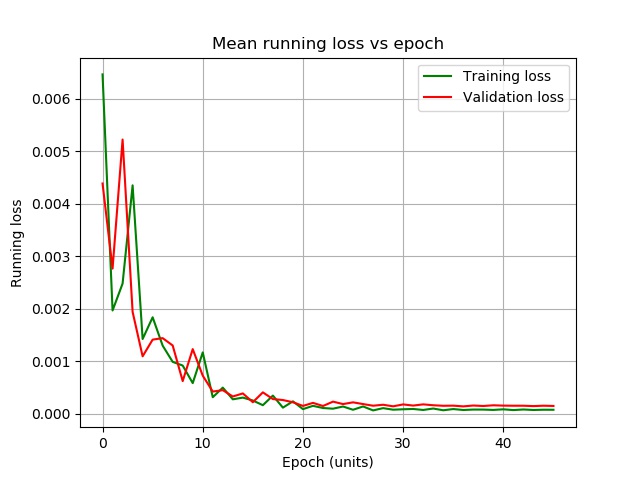 Mean running loss vs epoch
Training loss
Validation loss
0.006
0.005
0.004
0.003
0.002
0.001
0.000
Running loss
0 10 20 30 40
Epoch (units)